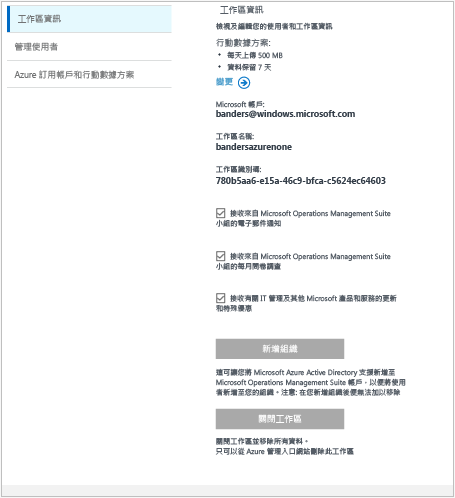 工作區資訊
管理使用者
Azure 訂用帳戶和行動數據方案
工作區資訊
檢視及編輯您的使用者和工作區資訊
行動數據方案:
• 每天上傳 500 MB
• 資料保留 7 天
變更
Microsoft 帳戶:
banders@windows.microsoft.com
工作區名稱:
bandersazurenone
工作區識別碼:
780b5aa6-e15a-46c9-bfca-c5624ec64603
接收來自 Microsoft Operations Management Suite
小組的電子郵件通知
接收來自 Microsoft Operations Management Suite
小組的每月問卷調查
接收有關 IT 管理及其他 Microsoft 產品和服務的更新
和特殊優惠
新增組織
這可讓您將 Microsoft Azure Active Directory 支援新增至
Microsoft Operations Management Suite 帳戶，以便將使用
者新增至您的組織。注意: 在您新增組織後便無法加以移除
關閉工作區
關閉工作區並移除所有資料。
只可以從 Azure 管理入口網站刪除此工作區